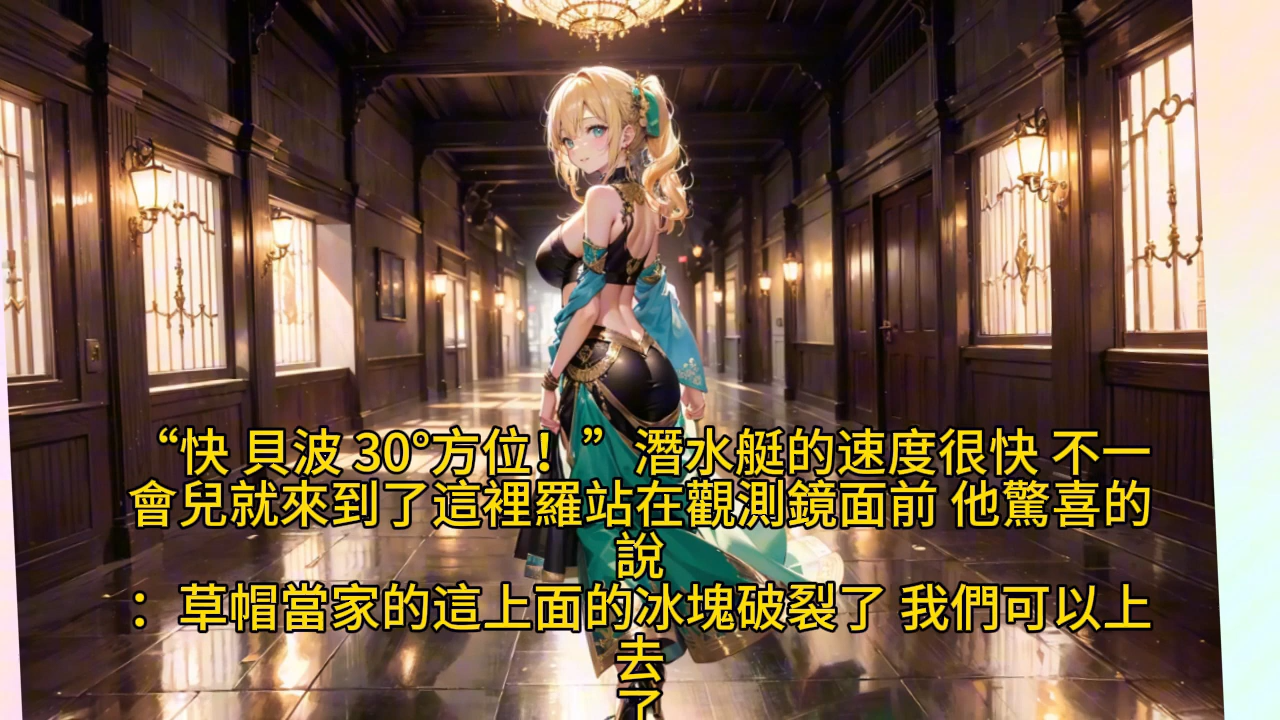 “快 貝波 30°方位！” 潛水艇的速度很快 不一
會兒就來到了這裡羅站在觀測鏡面前 他驚喜的
說
：草帽當家的這上面的冰塊破裂了 我們可以上
去
了